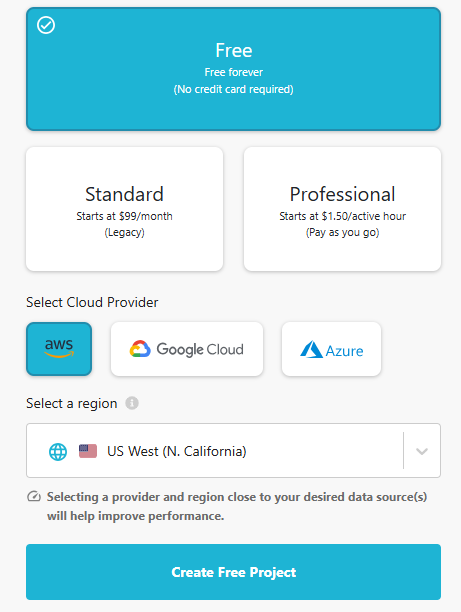 Free
Free forever
(No credit card required)
Standard
Starts at $99/month
(Legacy)
Professional
Starts at $1.50/active hour
(Pay as you go)
Select Cloud Provider
aws
Google Cloud
Azure
Select a region
US West (N. California)
Selecting a provider and region close to your desired data source(s)
will help improve performance.
Create Free Project